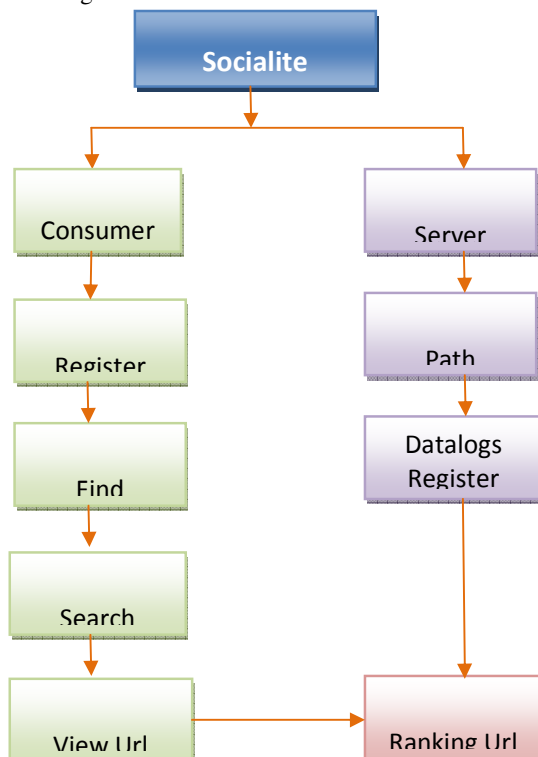 Socialite
Consumer
Server
Register
Path
Datalogs
Register
Find
Search
View Url
Ranking Url